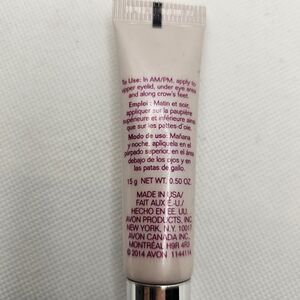 To Use: In AM/PM, apply to
upper eyelid, under eye area
and along crow's feet.
Emploi : Matin et soir,
appliquer sur la paupière
supérieure et inférieure ainsi
que sur les pattes-d'oie.
Modo de uso: Mañana
y noche, aplíquela en el
párpado superior, en el área
debajo de los ojos y en
las patas de gallo.
15 g NET WT. 0.50 OZ.
MADE IN USA/
FAIT AUX É.-U./
HECHO EN EE. UU.
AVON PRODUCTS, INC.
NEW YORK, N.Y. 10017
AVON CANADA INC.
MONTRÉAL H9R 4R3
© 2014 AVON 1144114